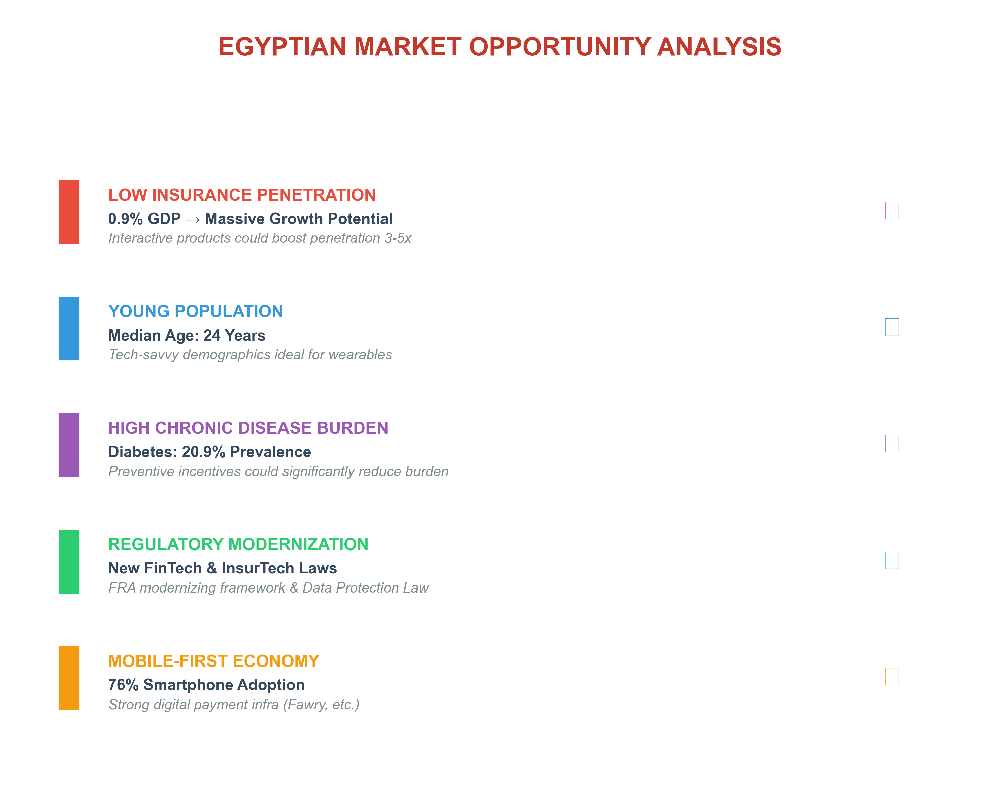 EGYPTIAN MARKET OPPORTUNITY ANALYSIS
LOW INSURANCE PENETRATION
0.9% GDP → Massive Growth Potential
Interactive products could boost penetration 3-5x
YOUNG POPULATION
Median Age: 24 Years
Tech-savvy demographics ideal for wearables
HIGH CHRONIC DISEASE BURDEN
Diabetes: 20.9% Prevalence
Preventive incentives could significantly reduce burden
REGULATORY MODERNIZATION
New FinTech & InsurTech Laws
FRA modernizing framework & Data Protection Law
MOBILE-FIRST ECONOMY
76% Smartphone Adoption
Strong digital payment infra (Fawry, etc.)